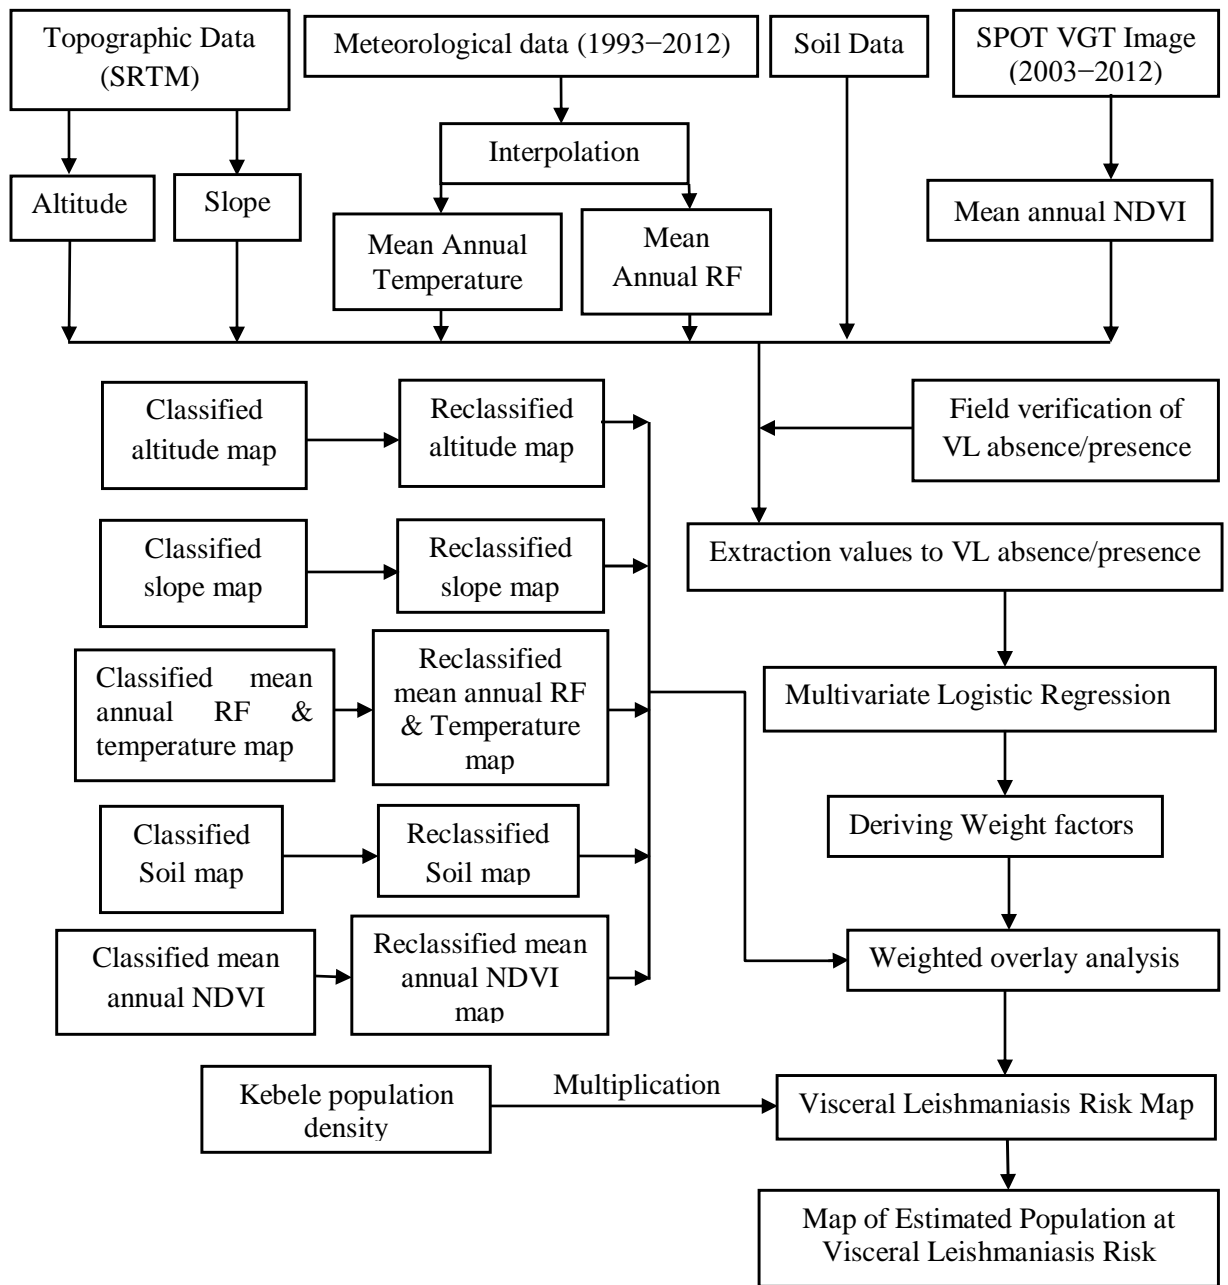 Topographic Data
(SRTM)
Meteorological data (1993−2012)
Soil Data
SPOT VGT Image
(2003−2012)
Interpolation
Altitude
Slope
Mean Annual
Temperature
Mean
Annual RF
Mean annual NDVI
Classified
altitude map
Reclassified
altitude map
Field verification of
VL absence/presence
Classified
slope map
Reclassified
slope map
Extraction values to VL absence/presence
Classified mean
annual RF &
temperature map
Reclassified
mean annual RF
& Temperature
map
Multivariate Logistic Regression
Classified
Soil map
Reclassified
Soil map
Deriving Weight factors
Classified mean
annual NDVI
Reclassified mean
annual NDVI
map
Weighted overlay analysis
Kebele population
density
Multiplication
Visceral Leishmaniasis Risk Map
Map of Estimated Population at
Visceral Leishmaniasis Risk